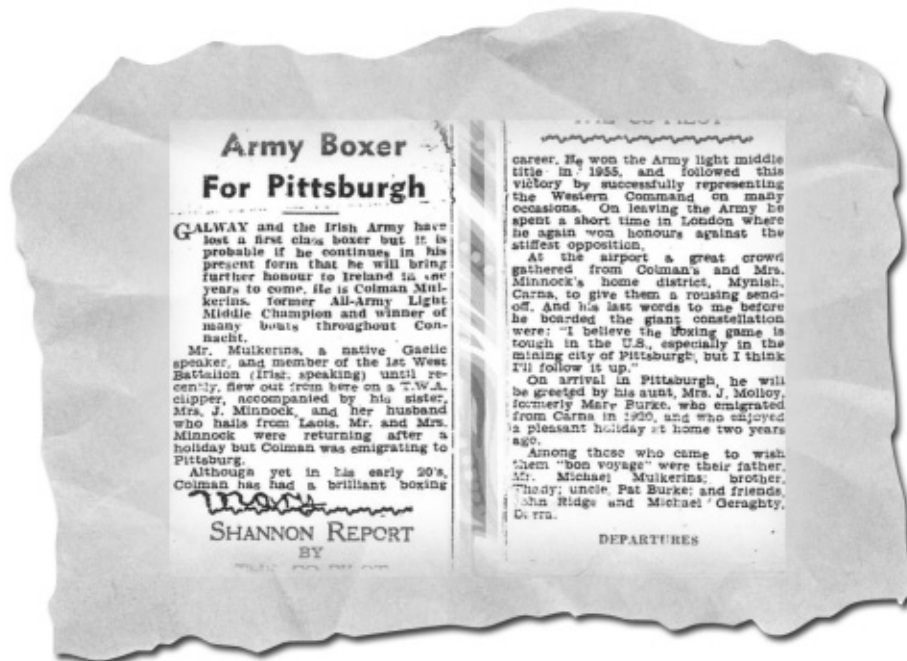 Army Boxer
For Pittsburgh
GALWAY and the Irish Army have
lost a first class boxer but it is
probable if he continues in his
present form that he will bring
further honour to Ireland in the
years to come. He is Colman Mul-
kerins, former All-Army Light
Middle Champion and winner of
many bouts throughout Con-
nacht.
Mr. Mulkerins, a native Gaelic
speaker, and member of the 1st West
Battalion (Irish speaking) until re-
cently, flew out from here on a T.W.A.
clipper, accompanied by his sister,
Mrs. J. Minnock, and her husband
who hails from Laois. Mr. and Mrs.
Minnock were returning after a
holiday but Colman was emigrating to
Pittsburg.
Although yet in his early 20's,
Colman has had a brilliant boxing
SHANNON REPORT
BY
THE CO-PILOT
THE CO-PILOT
career. He won the Army light middle
title in 1955, and followed this
victory by successfully representing
the Western Command on many
occasions. On leaving the Army he
spent a short time in London where
he again won honours against the
stiffest opposition.
At the airport a great crowd
gathered from Colman's and Mrs.
Minnock's home district, Mynish,
Carna, to give them a rousing send-
off. And his last words to me before
he boarded the giant constellation
were: "I believe the boxing game is
tough in the U.S., especially in the
mining city of Pittsburgh, but I think
I'll follow it up."
On arrival in Pittsburgh, he will
be greeted by his aunt, Mrs. J. Molloy,
formerly Mary Burke, who emigrated
from Carna in 1920, and who enjoyed
a pleasant holiday at home two years
ago.
Among those who came to wish
them "bon voyage" were their father,
Mr. Michael Mulkerins; brother,
Thady; uncle, Pat Burke; and friends,
John Ridge and Michael Geraghty,
DEPARTURES